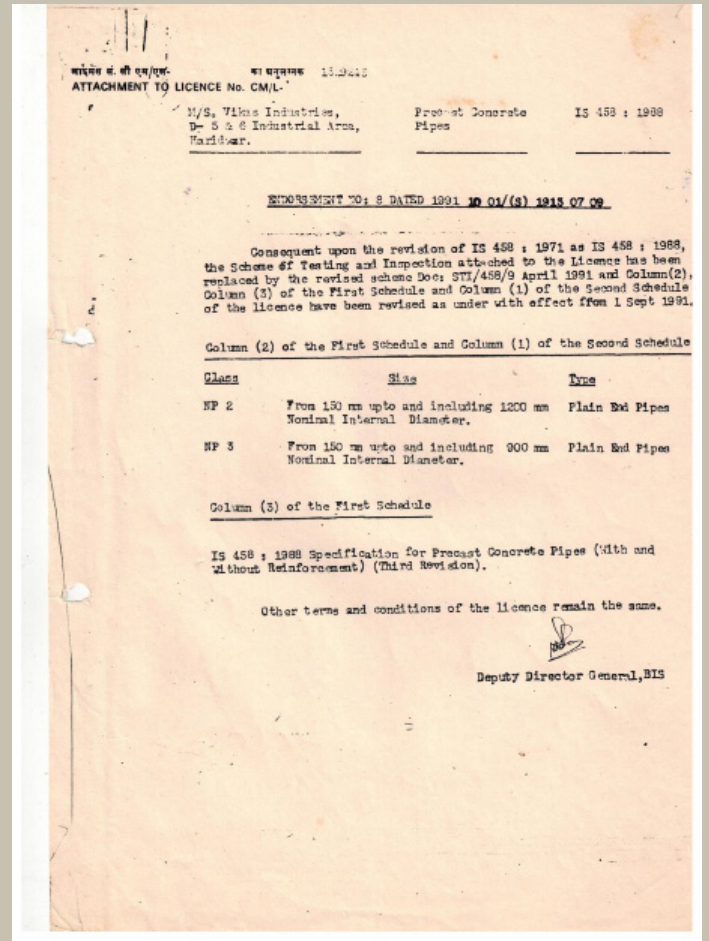 लाईसेंस सं. सी एम/एल- का अनुलग्नक
ATTACHMENT TO LICENCE No. CM/L-
M/S. Vikas Industries, Precast Concrete IS 458 : 1988
D- 5 & 6 Industrial Area, Pipes
Haridwar.
ENDORSEMENT NO: 8 DATED 1991 10 01/(S) 1913 07 09
Consequent upon the revision of IS 458 : 1971 as IS 458 : 1988,
the Scheme of Testing and Inspection attached to the Licence has been
replaced by the revised scheme Doc: STI/458/9 April 1991 and Column(2),
Column (3) of the First Schedule and Column (1) of the Second Schedule
of the licence have been revised as under with effect from 1 Sept 1991.
Column (2) of the First Schedule and Column (1) of the Second Schedule
Class Size Type
NP 2 From 150 mm upto and including 1200 mm Plain End Pipes
Nominal Internal Diameter.
NP 3 From 150 mm upto and including 900 mm Plain End Pipes
Nominal Internal Diameter.
Column (3) of the First Schedule
IS 458 : 1988 Specification for Precast Concrete Pipes (With and
Without Reinforcement) (Third Revision).
Other terms and conditions of the licence remain the same.
Deputy Director General,BIS